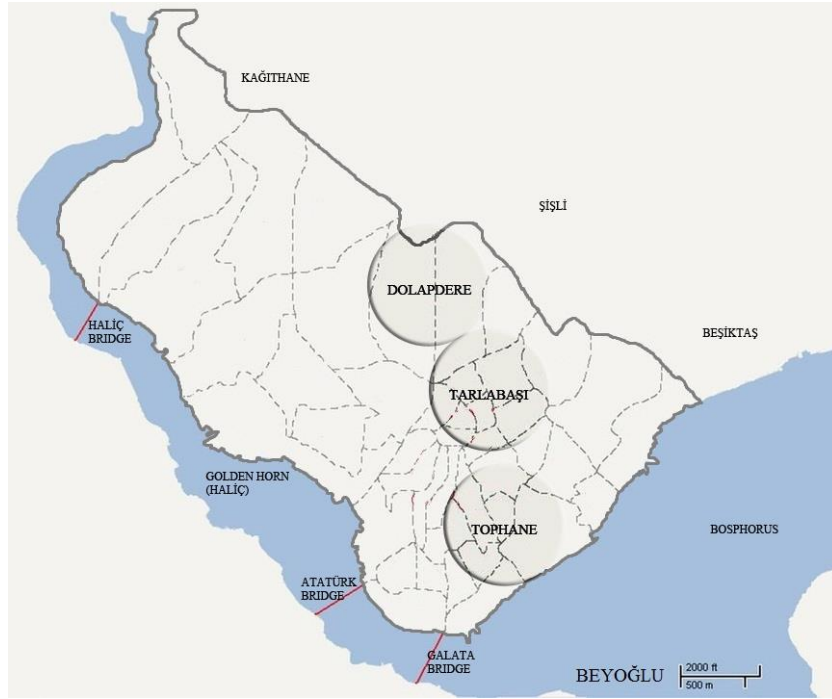 KAĞITHANE
ŞİŞLİ
DOLAPDERE
HALİÇ
BRIDGE
BEŞİKTAŞ
TARLABAŞI
GOLDEN HORN
(HALİÇ)
TOPHANE
BOSPHORUS
ATATÜRK
BRIDGE
GALATA
BRIDGE
BEYOĞLU
2000 ft
500 m